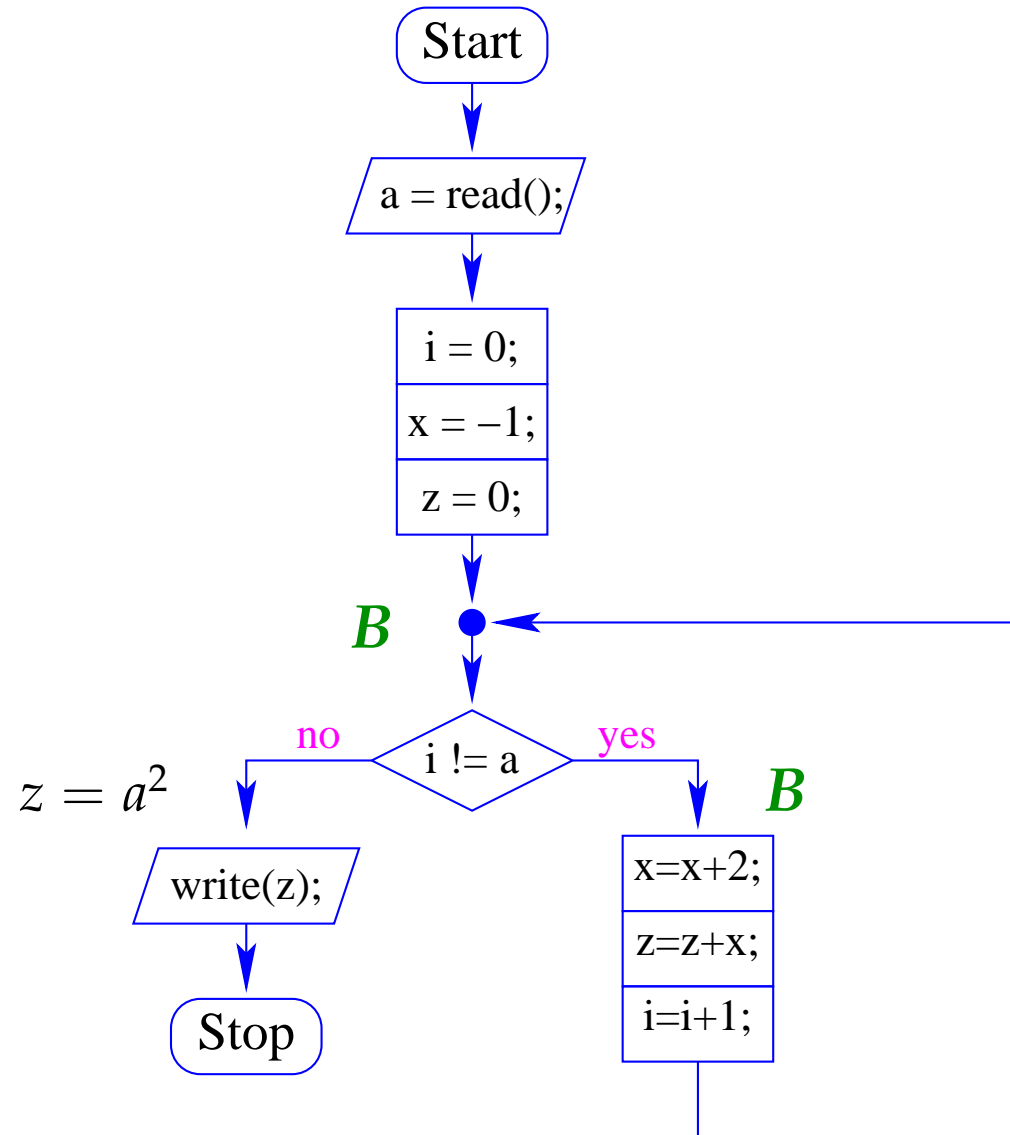 Start
a = read();
i = 0;
x = −1;
z = 0;
B
no
i != a
yes
z = a²
B
write(z);
x=x+2;
z=z+x;
i=i+1;
Stop